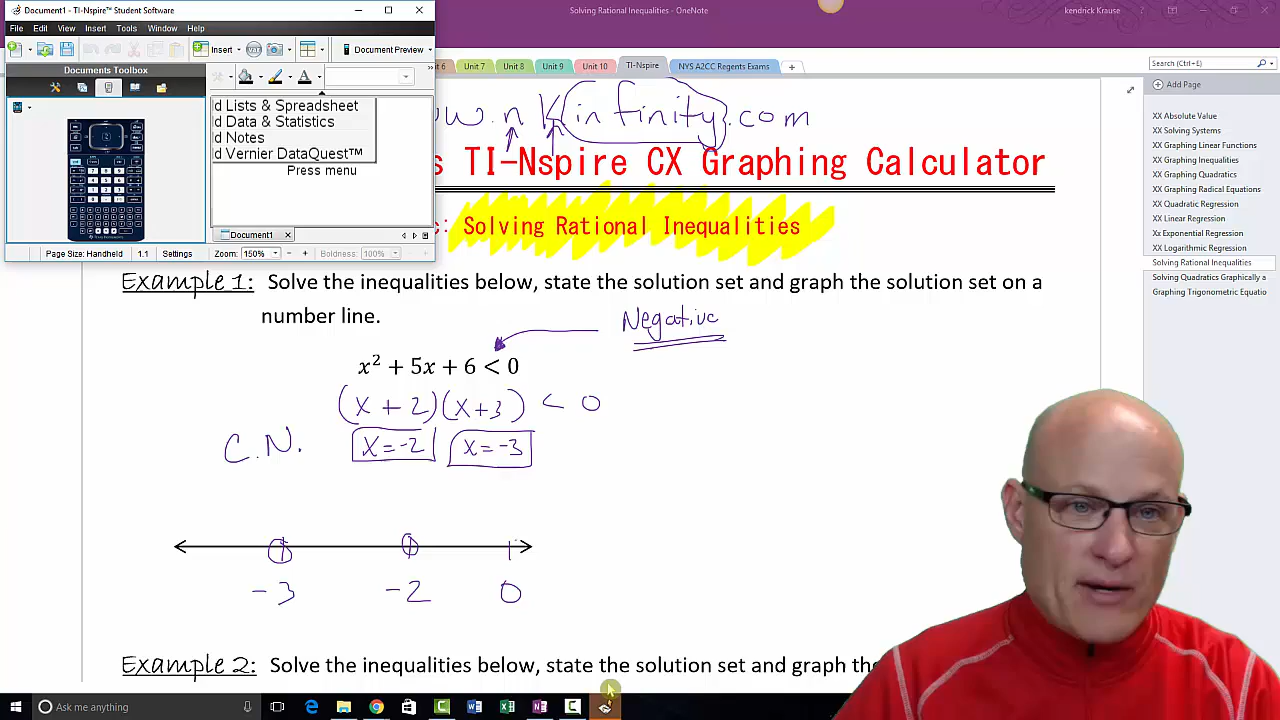 Document1 - TI-Nspire™ Student Software
Solving Rational Inequalities - OneNote
kendrick Krause
File Edit View Insert Tools Window Help
Insert
Document Preview
Documents Toolbox
d Lists & Spreadsheet
d Data & Statistics
d Notes
d Vernier DataQuest™
Press menu
Document1
Page Size: Handheld 1.1 Settings Zoom: 150% Boldness: 100%
6 Unit 7 Unit 8 Unit 9 Unit 10 TI-Nspire NYS A2CC Regents Exams +
Search (Ctrl+E)
Add Page
XX Absolute Value
XX Solving Systems
XX Graphing Linear Functions
XX Graphing Inequalities
XX Graphing Quadratics
XX Graphing Radical Equations
XX Quadratic Regression
XX Linear Regression
Xx Exponential Regression
XX Logarithmic Regression
Solving Rational Inequalities
Solving Quadratics Graphically a
Graphing Trigonometric Equatio
w.nKinfinity.com
s TI-Nspire CX Graphing Calculator
c: Solving Rational Inequalities
Example 1: Solve the inequalities below, state the solution set and graph the solution set on a
number line.
Negative
x² + 5x + 6 < 0
(x + 2)(x+3) < 0
C.N. x=-2 x=-3
-3 -2 0
Example 2: Solve the inequalities below, state the solution set and graph the
Ask me anything